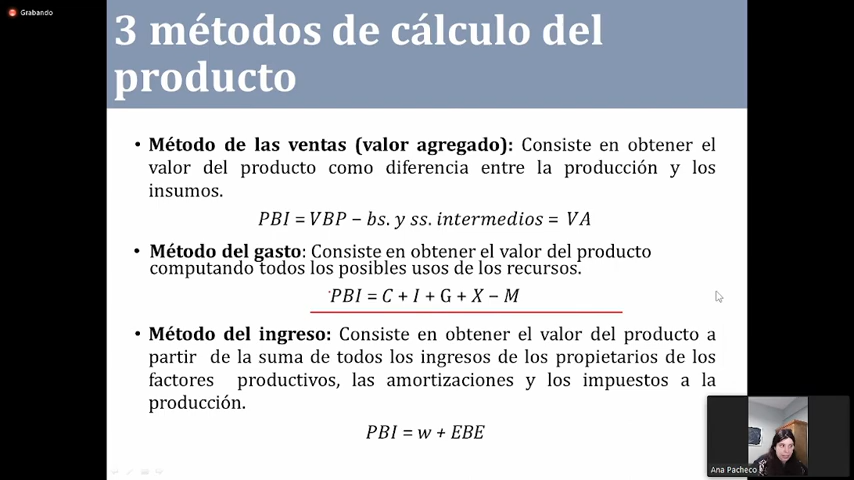 Grabando
3 métodos de cálculo del
producto
• Método de las ventas (valor agregado): Consiste en obtener el
valor del producto como diferencia entre la producción y los
insumos.
PBI = VBP − bs. y ss. intermedios = VA
• Método del gasto: Consiste en obtener el valor del producto
computando todos los posibles usos de los recursos.
PBI = C + I + G + X − M
• Método del ingreso: Consiste en obtener el valor del producto a
partir de la suma de todos los ingresos de los propietarios de los
factores productivos, las amortizaciones y los impuestos a la
producción.
PBI = w + EBE
Ana Pacheco